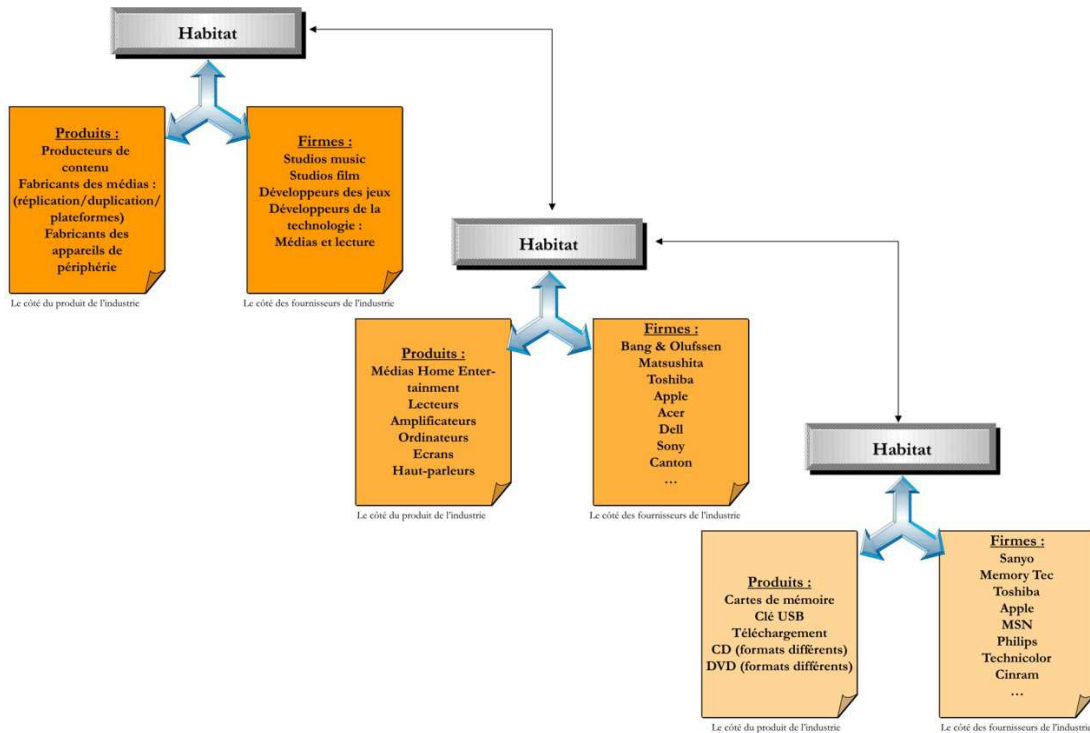 Habitat
Produits :
Producteurs de
contenu
Fabricants des médias :
(réplication/duplication/
plateformes)
Fabricants des
appareils de
périphérie
Le côté du produit de l'industrie
Firmes :
Studios music
Studios film
Développeurs des jeux
Développeurs de la
technologie :
Médias et lecture
Le côté des fournisseurs de l'industrie
Habitat
Produits :
Médias Home Enter-
tainment
Lecteurs
Amplificateurs
Ordinateurs
Ecrans
Haut-parleurs
Le côté du produit de l'industrie
Firmes :
Bang & Olufssen
Matsushita
Toshiba
Apple
Acer
Dell
Sony
Canton
…
Le côté des fournisseurs de l'industrie
Habitat
Produits :
Cartes de mémoire
Clé USB
Téléchargement
CD (formats différents)
DVD (formats différents)
Le côté du produit de l'industrie
Firmes :
Sanyo
Memory Tec
Toshiba
Apple
MSN
Philips
Technicolor
Cinram
…
Le côté des fournisseurs de l'industrie